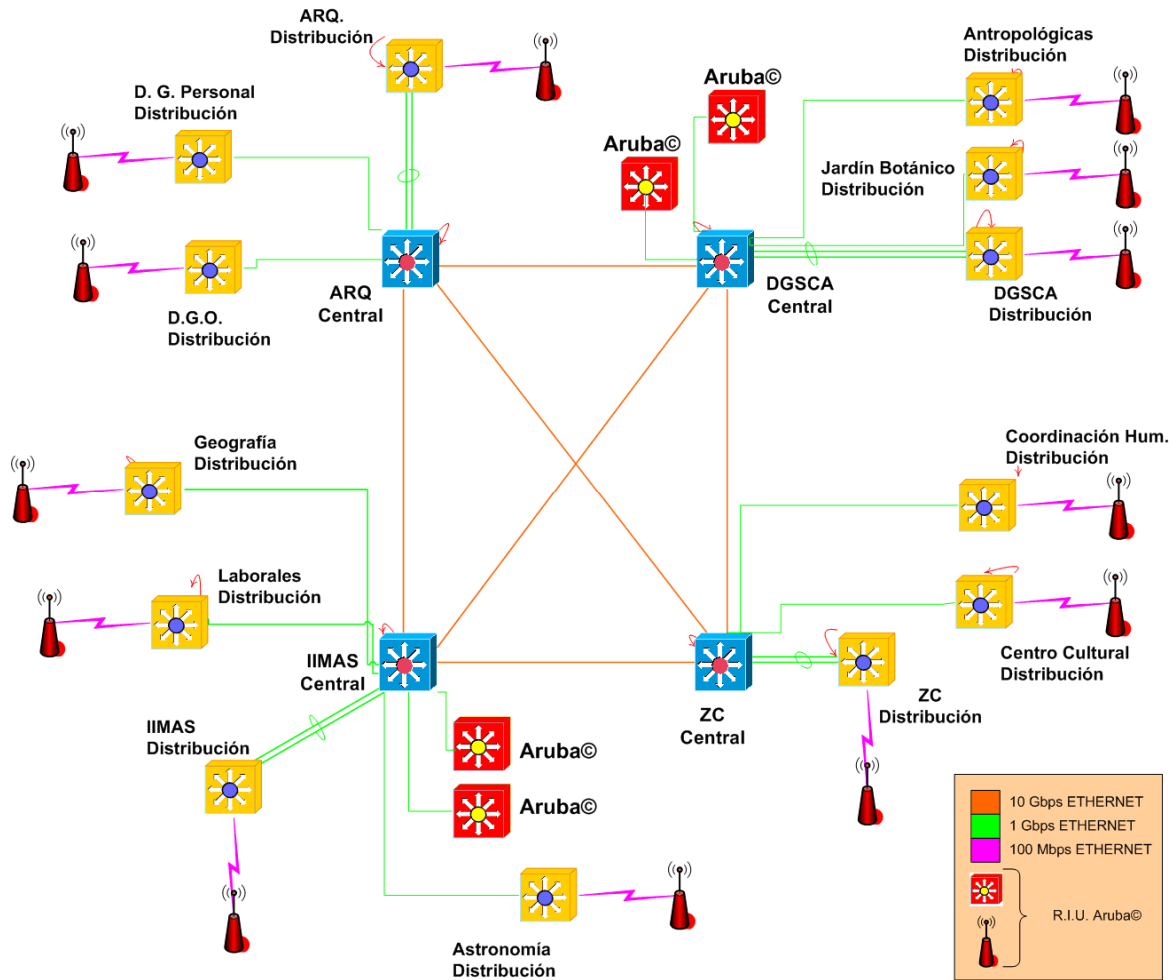 ARQ.
Distribución
Antropológicas
Distribución
Aruba©
D. G. Personal
Distribución
Aruba©
Jardín Botánico
Distribución
ARQ
Central
DGSCA
Central
DGSCA
Distribución
D.G.O.
Distribución
Geografía
Distribución
Coordinación Hum.
Distribución
Laborales
Distribución
IIMAS
Central
Centro Cultural
Distribución
ZC
Central
ZC
Distribución
IIMAS
Distribución
Aruba©
Aruba©
10 Gbps ETHERNET
1 Gbps ETHERNET
100 Mbps ETHERNET
R.I.U. Aruba©
Astronomía
Distribución